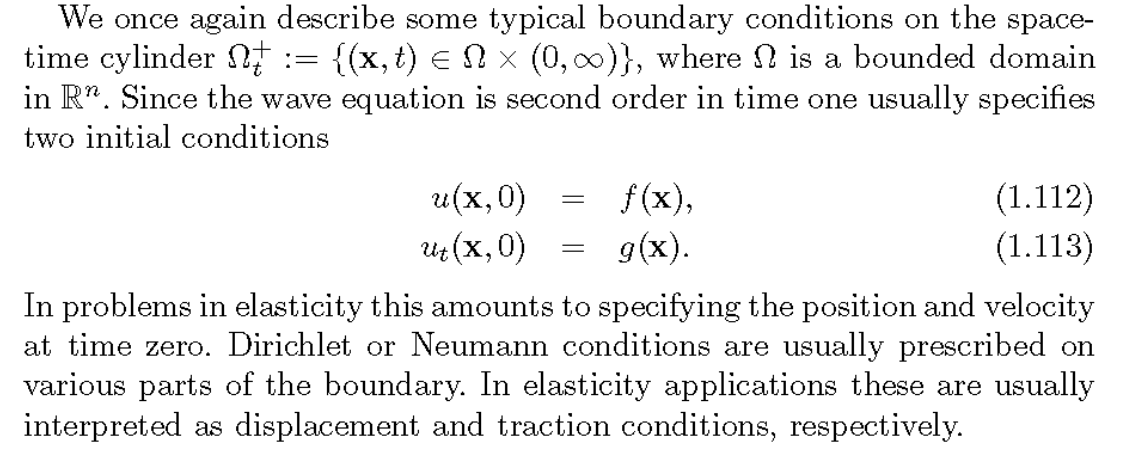 We once again describe some typical boundary conditions on the space-
time cylinder Ωₜ⁺ := {(x, t) ∈ Ω × (0, ∞)}, where Ω is a bounded domain
in ℝⁿ. Since the wave equation is second order in time one usually specifies
two initial conditions
u(x, 0) = f(x), (1.112)
uₜ(x, 0) = g(x). (1.113)
In problems in elasticity this amounts to specifying the position and velocity
at time zero. Dirichlet or Neumann conditions are usually prescribed on
various parts of the boundary. In elasticity applications these are usually
interpreted as displacement and traction conditions, respectively.